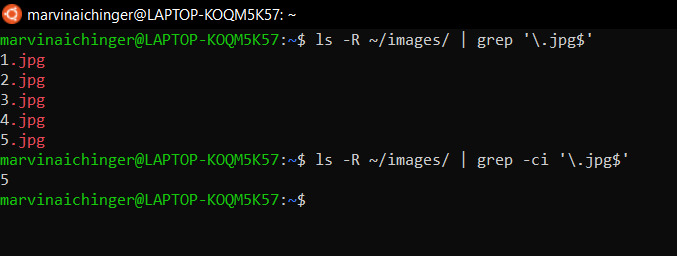 marvinaichinger@LAPTOP-KOQM5K57: ~
marvinaichinger@LAPTOP-KOQM5K57:~$ ls -R ~/images/ | grep '\.jpg$'
1.jpg
2.jpg
3.jpg
4.jpg
5.jpg
marvinaichinger@LAPTOP-KOQM5K57:~$ ls -R ~/images/ | grep -ci '\.jpg$'
5
marvinaichinger@LAPTOP-KOQM5K57:~$